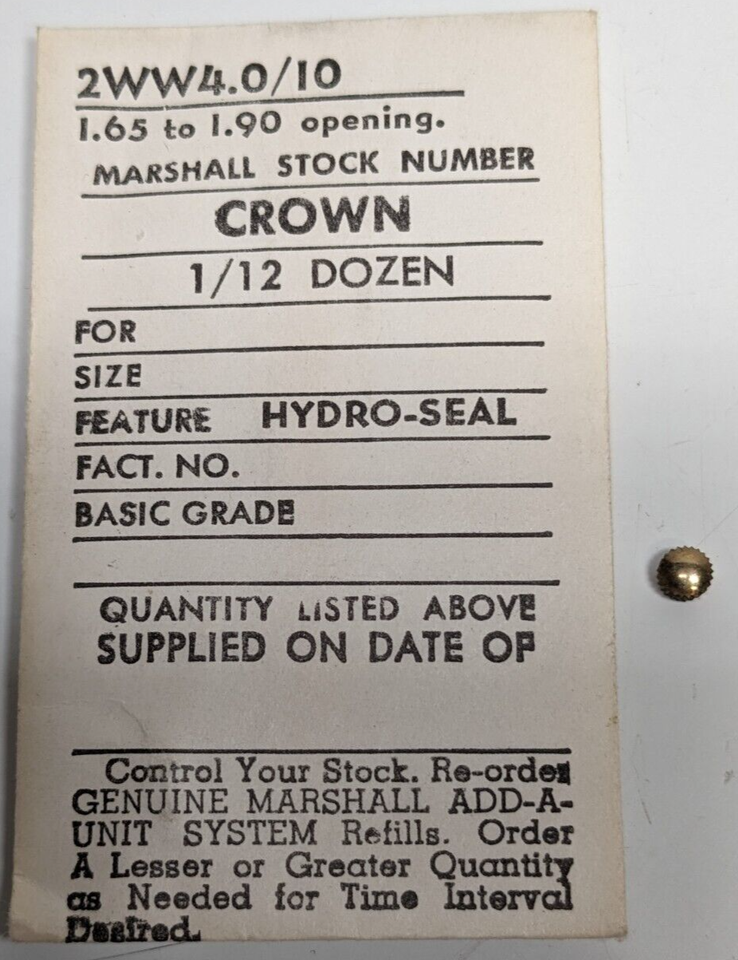 2WW4.0/10
1.65 to 1.90 opening.
MARSHALL STOCK NUMBER
CROWN
1/12 DOZEN
FOR
SIZE
FEATURE HYDRO-SEAL
FACT. NO.
BASIC GRADE
QUANTITY LISTED ABOVE
SUPPLIED ON DATE OF
Control Your Stock. Re-order
GENUINE MARSHALL ADD-A-
UNIT SYSTEM Refills. Order
A Lesser or Greater Quantity
as Needed for Time Interval
Desired.